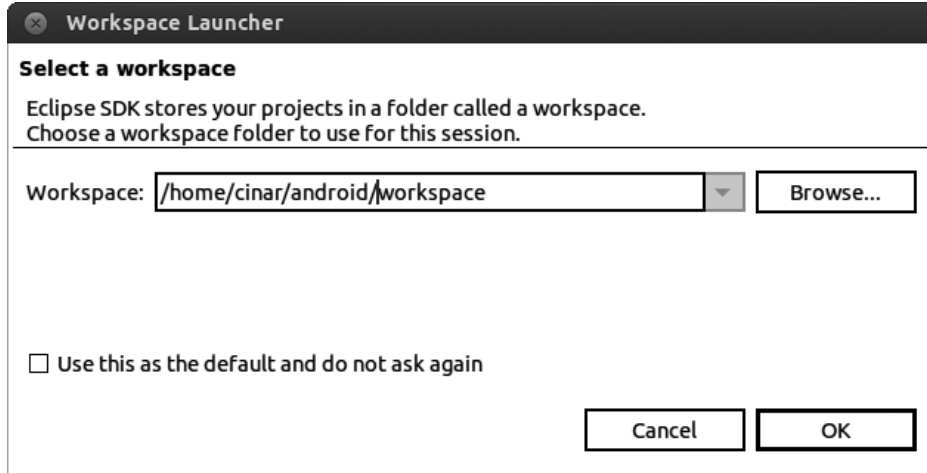 Workspace Launcher
Select a workspace
Eclipse SDK stores your projects in a folder called a workspace.
Choose a workspace folder to use for this session.
Workspace: /home/cinar/android/workspace Browse...
Use this as the default and do not ask again
Cancel OK